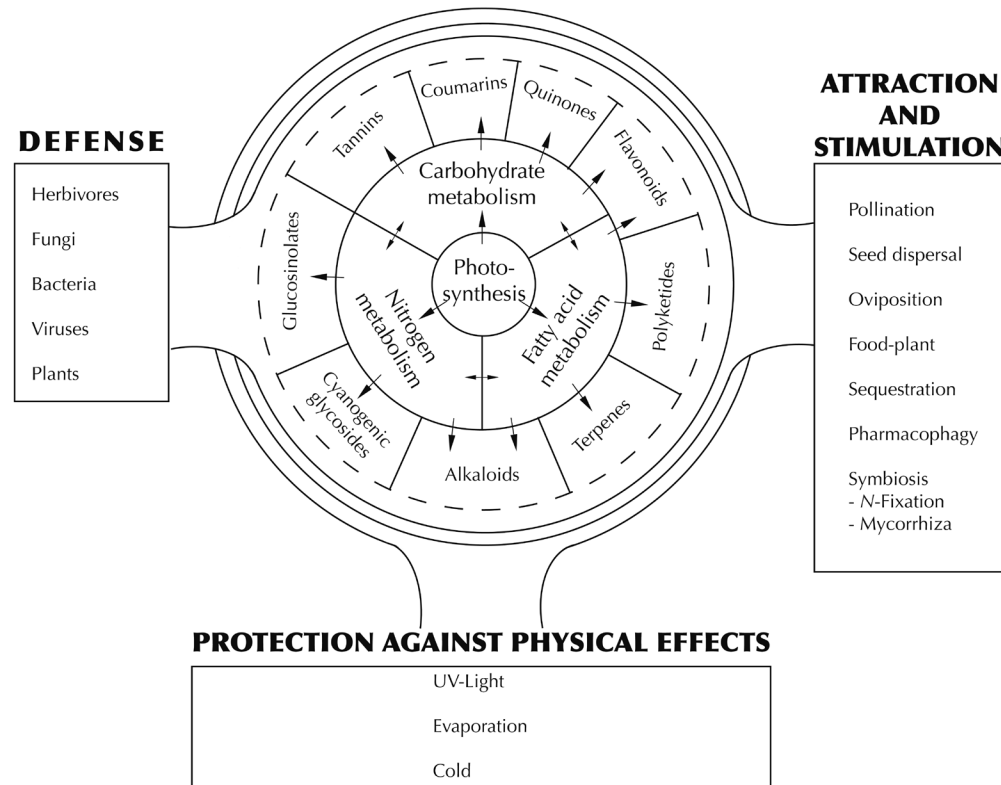 DEFENSE
Herbivores
Fungi
Bacteria
Viruses
Plants
Tannins
Coumarins
Quinones
Flavonoids
Glucosinolates
Carbohydrate
metabolism
Photo-
synthesis
Nitrogen
metabolism
Fatty acid
metabolism
Polyketides
Cyanogenic
glycosides
Alkaloids
Terpenes
ATTRACTION
AND
STIMULATION
Pollination
Seed dispersal
Oviposition
Food-plant
Sequestration
Pharmacophagy
Symbiosis
- N-Fixation
- Mycorrhiza
PROTECTION AGAINST PHYSICAL EFFECTS
UV-Light
Evaporation
Cold